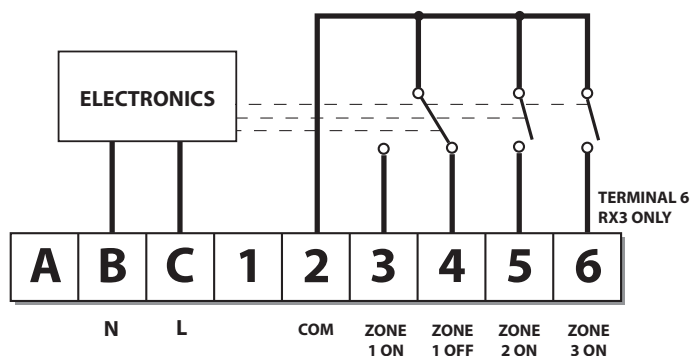 ELECTRONICS
TERMINAL 6
RX3 ONLY
A B C 1 2 3 4 5 6
N L COM ZONE ZONE ZONE ZONE
1 ON 1 OFF 2 ON 3 ON